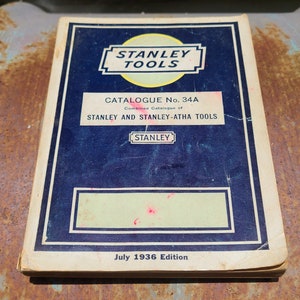 STANLEY
TOOLS
CATALOGUE No. 34A
Combined Catalogue of
STANLEY AND STANLEY-ATHA TOOLS
STANLEY
July 1936 Edition